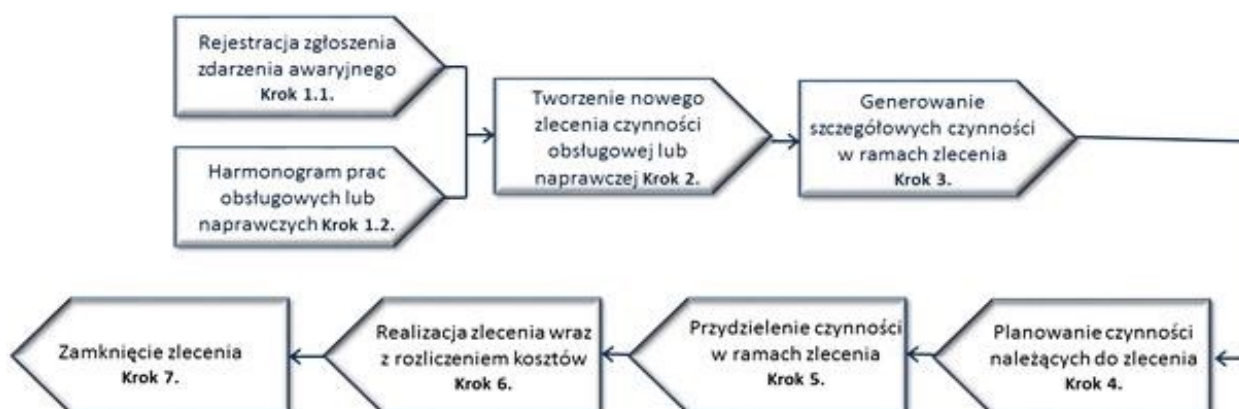 Rejestracja zgłoszenia
zdarzenia awaryjnego
Krok 1.1.
Harmonogram prac
obsługowych lub
naprawczych Krok 1.2.
Tworzenie nowego
zlecenia czynności
obsługowej lub
naprawczej Krok 2.
Generowanie
szczegółowych czynności
w ramach zlecenia
Krok 3.
Planowanie czynności
należących do zlecenia
Krok 4.
Przydzielenie czynności
w ramach zlecenia
Krok 5.
Realizacja zlecenia wraz
z rozliczeniem kosztów
Krok 6.
Zamknięcie zlecenia
Krok 7.